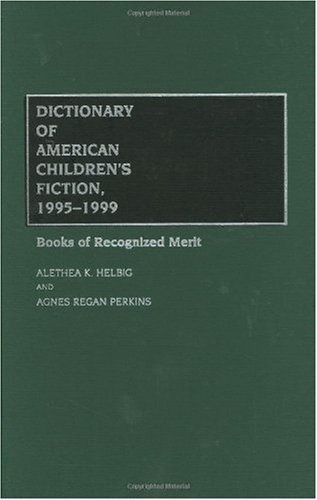 DICTIONARY
OF
AMERICAN
CHILDREN'S
FICTION,
1995–1999
Books of Recognized Merit
ALETHEA K. HELBIG
AND
AGNES REGAN PERKINS